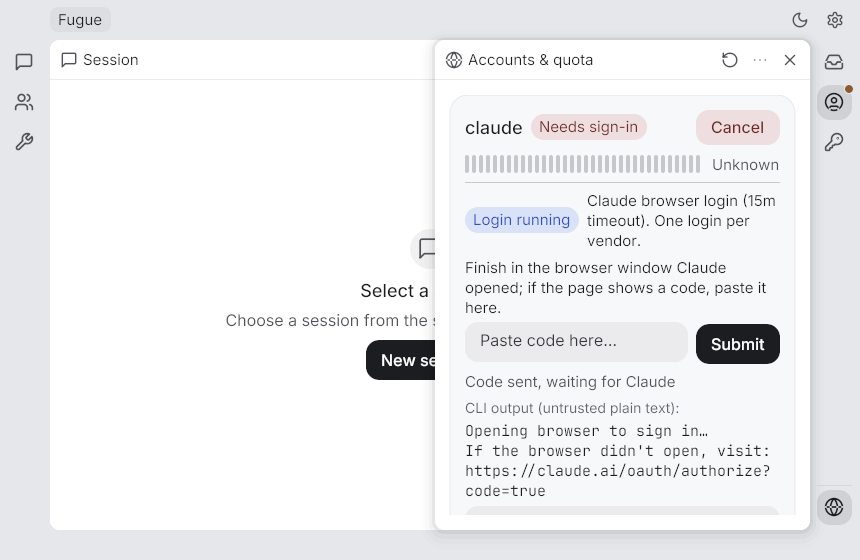 Fugue
Session
Accounts & quota
Select a
Choose a session from the
New se
claude
Needs sign-in
Cancel
Unknown
Login running
Claude browser login (15m
timeout). One login per
vendor.
Finish in the browser window Claude
opened; if the page shows a code, paste it
here.
Paste code here...
Submit
Code sent, waiting for Claude
CLI output (untrusted plain text):
Opening browser to sign in…
If the browser didn't open, visit:
https://claude.ai/oauth/authorize?
code=true